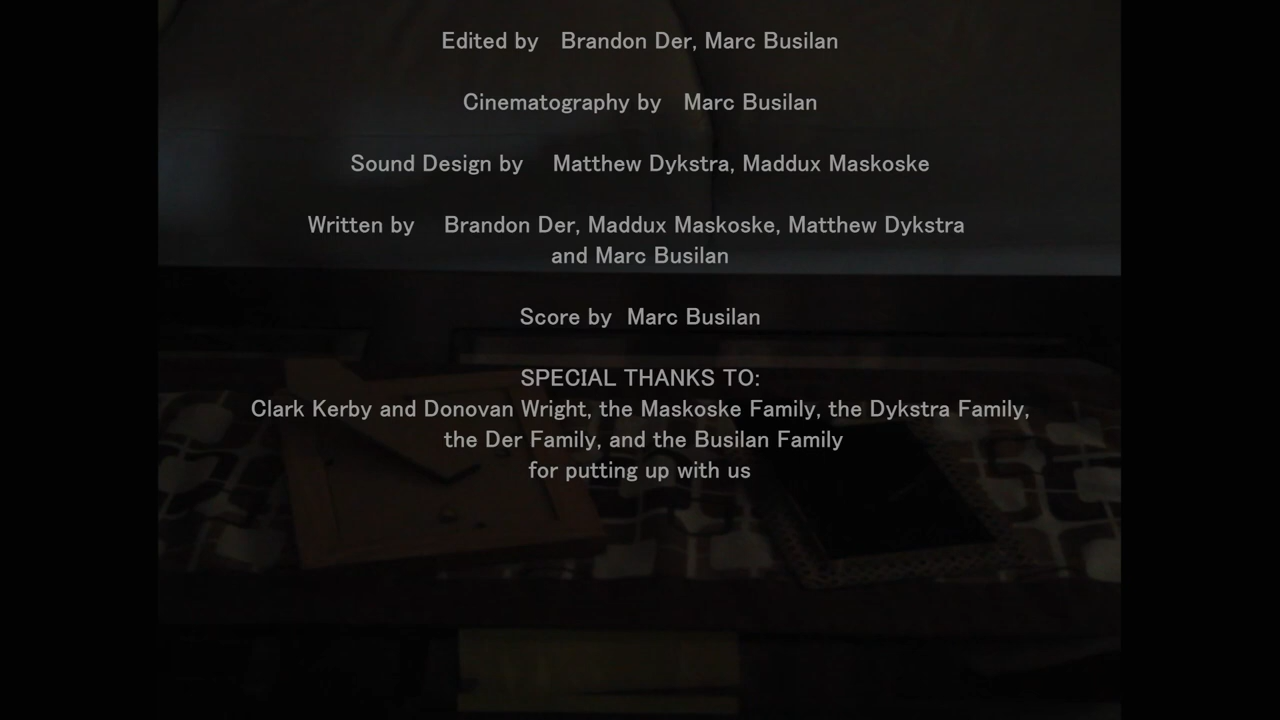 Edited by Brandon Der, Marc Busilan
Cinematography by Marc Busilan
Sound Design by Matthew Dykstra, Maddux Maskoske
Written by Brandon Der, Maddux Maskoske, Matthew Dykstra
and Marc Busilan
Score by Marc Busilan
SPECIAL THANKS TO:
Clark Kerby and Donovan Wright, the Maskoske Family, the Dykstra Family,
the Der Family, and the Busilan Family
for putting up with us